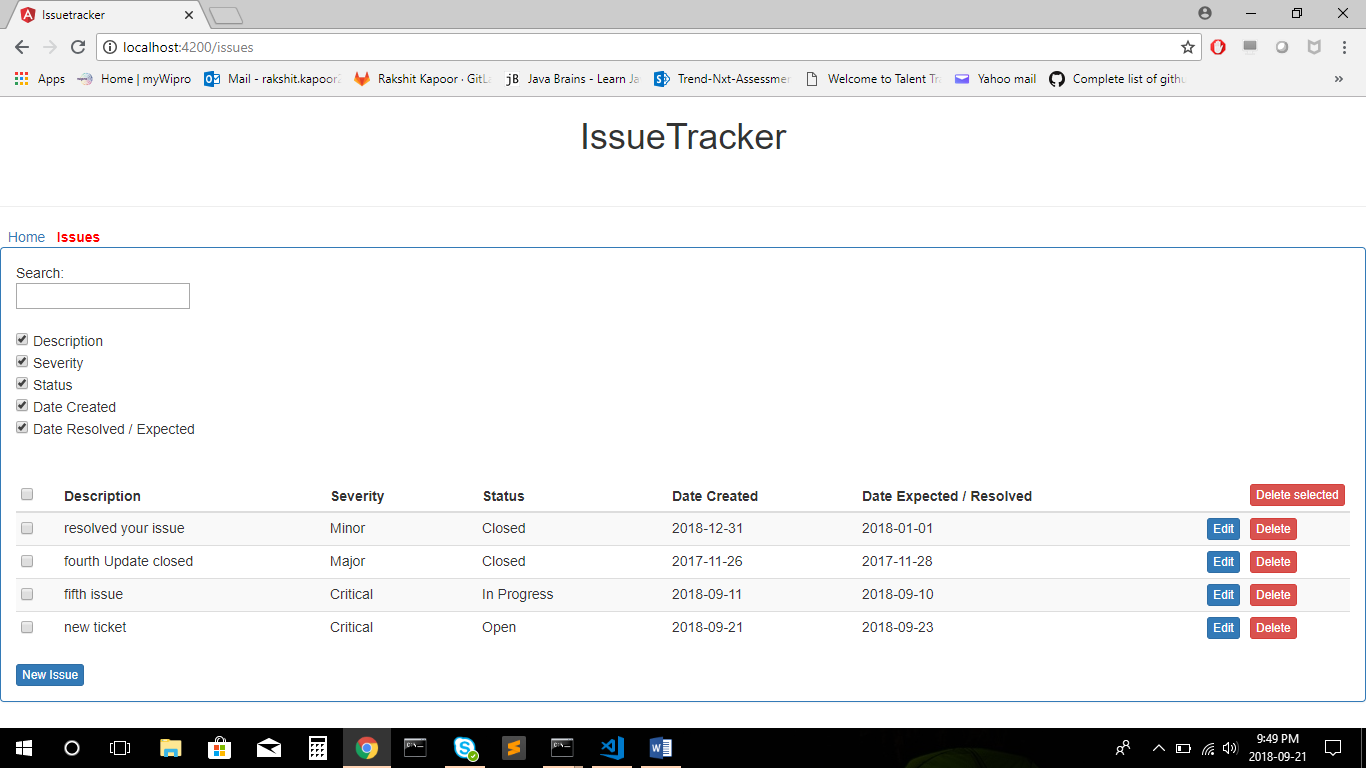 Issuetracker
localhost:4200/issues
Apps Home | myWipro Mail - rakshit.kapoor Rakshit Kapoor · GitL jB Java Brains - Learn Ja Trend-Nxt-Assessmen Welcome to Talent Tra Yahoo mail Complete list of githu »
IssueTracker
Home Issues
Search:
Description
Severity
Status
Date Created
Date Resolved / Expected
Description Severity Status Date Created Date Expected / Resolved Delete selected
resolved your issue Minor Closed 2018-12-31 2018-01-01 Edit Delete
fourth Update closed Major Closed 2017-11-26 2017-11-28 Edit Delete
fifth issue Critical In Progress 2018-09-11 2018-09-10 Edit Delete
new ticket Critical Open 2018-09-21 2018-09-23 Edit Delete
New Issue
9:49 PM
2018-09-21